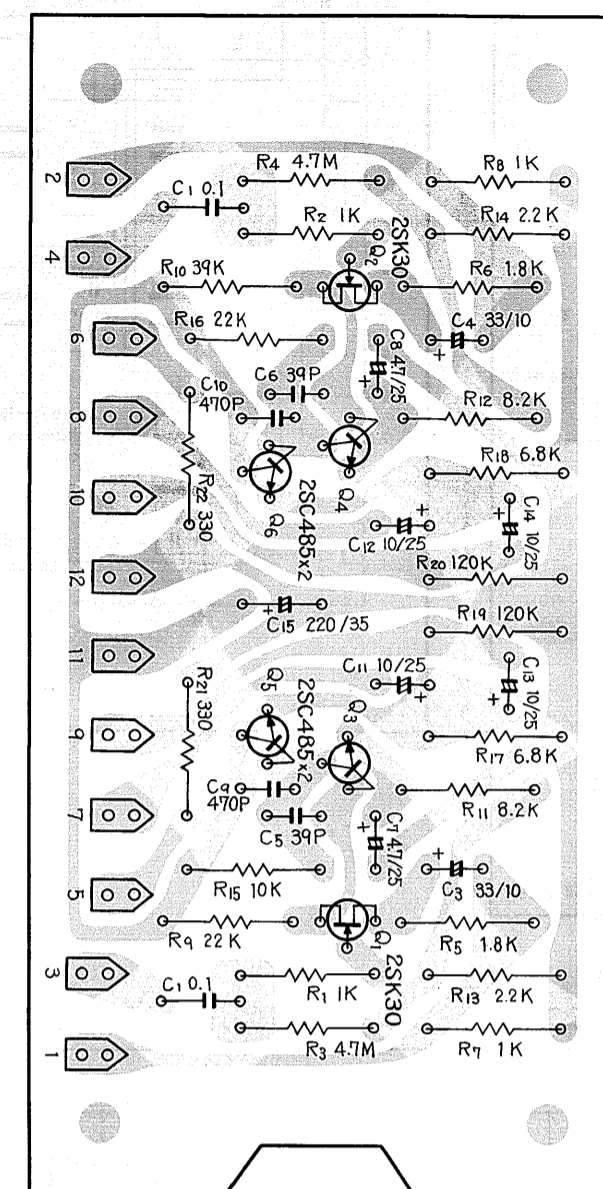 2
R4 4.7M
R8 1K
C1 0.1
R2 1K
2SK30
R14 2.2K
4
Q2
R10 39K
R6 1.8K
R16 22K
C4 33/10
+
6
C8 4.7/25
+
C10
470P
C6 39P
R12 8.2K
8
R22 330
Q4
R18 6.8K
Q6
2SC485x2
10
C12 10/25
+
C14 10/25
+
R20 120K
12
C15 220/35
+
R19 120K
11
C11 10/25
+
C13 10/25
+
R21 330
Q5
2SC485x2
Q3
9
R17 6.8K
C9
470P
R11 8.2K
7
C5 39P
C7 4.7/25
+
C3 33/10
+
R15 10K
5
R9 22K
Q1
2SK30
R5 1.8K
3
C1 0.1
R1 1K
R13 2.2K
1
R3 4.7M
R7 1K